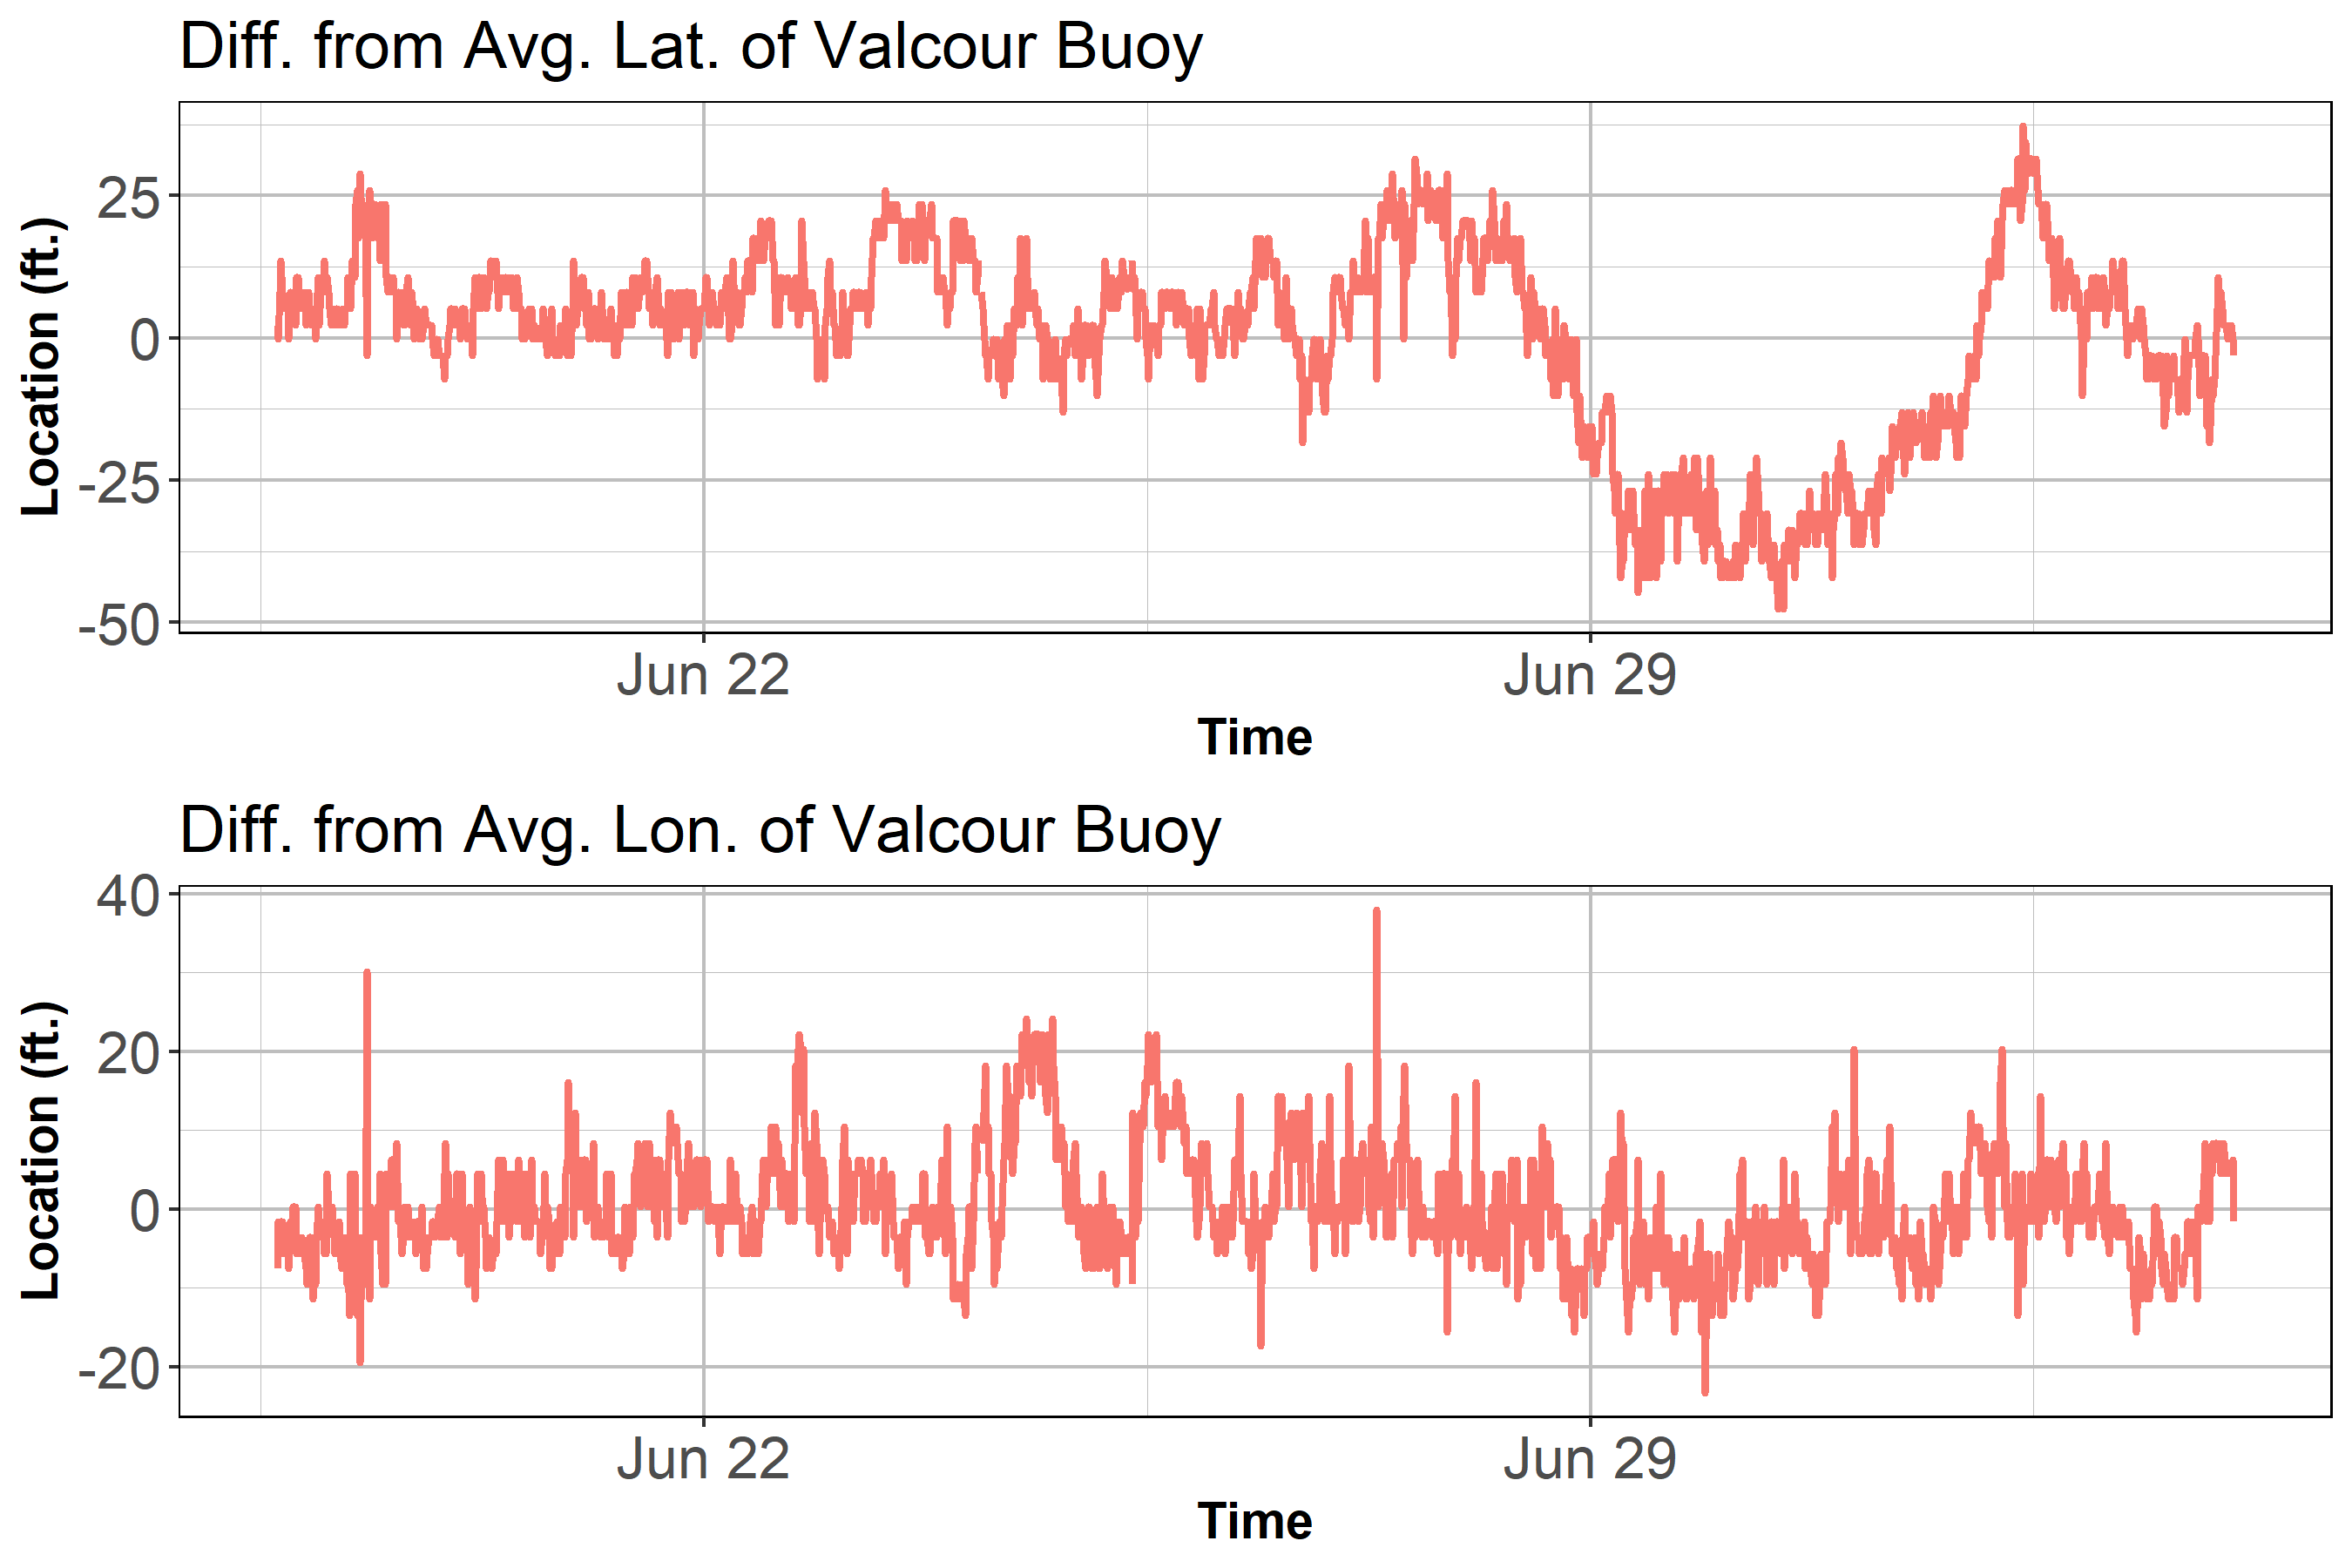 Diff. from Avg. Lat. of Valcour Buoy
Location (ft.)
25
0
-25
-50
Jun 22 Jun 29
Time
Diff. from Avg. Lon. of Valcour Buoy
Location (ft.)
40
20
0
-20
Jun 22 Jun 29
Time